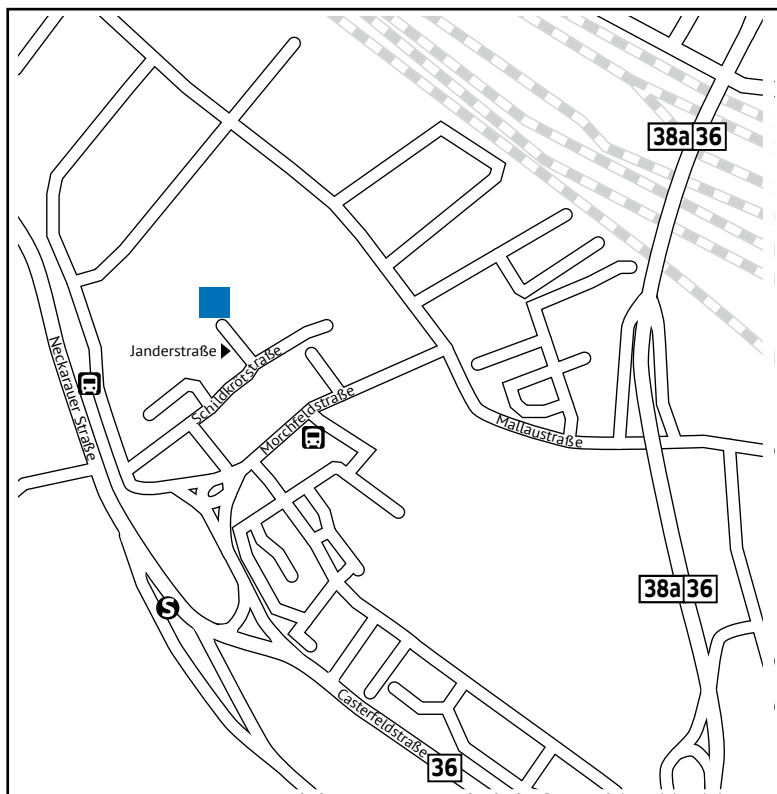 38a 36
Janderstraße
Schildkrotstraße
Neckarauer Straße
Morchfeldstraße
Mallaustraße
38a 36
S
Casterfeldstraße
36